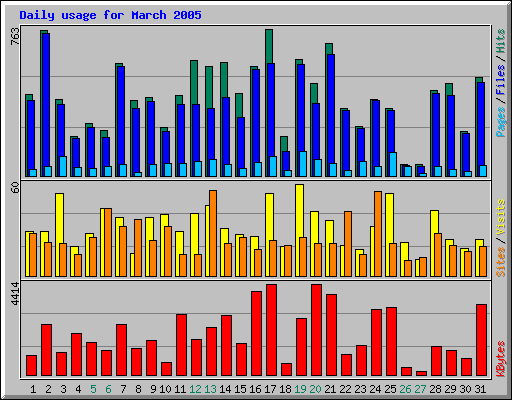 Daily usage for March 2005
763
Pages / Files / Hits
60
Sites / Visits
4414
KBytes
1 2 3 4 5 6 7 8 9 10 11 12 13 14 15 16 17 18 19 20 21 22 23 24 25 26 27 28 29 30 31